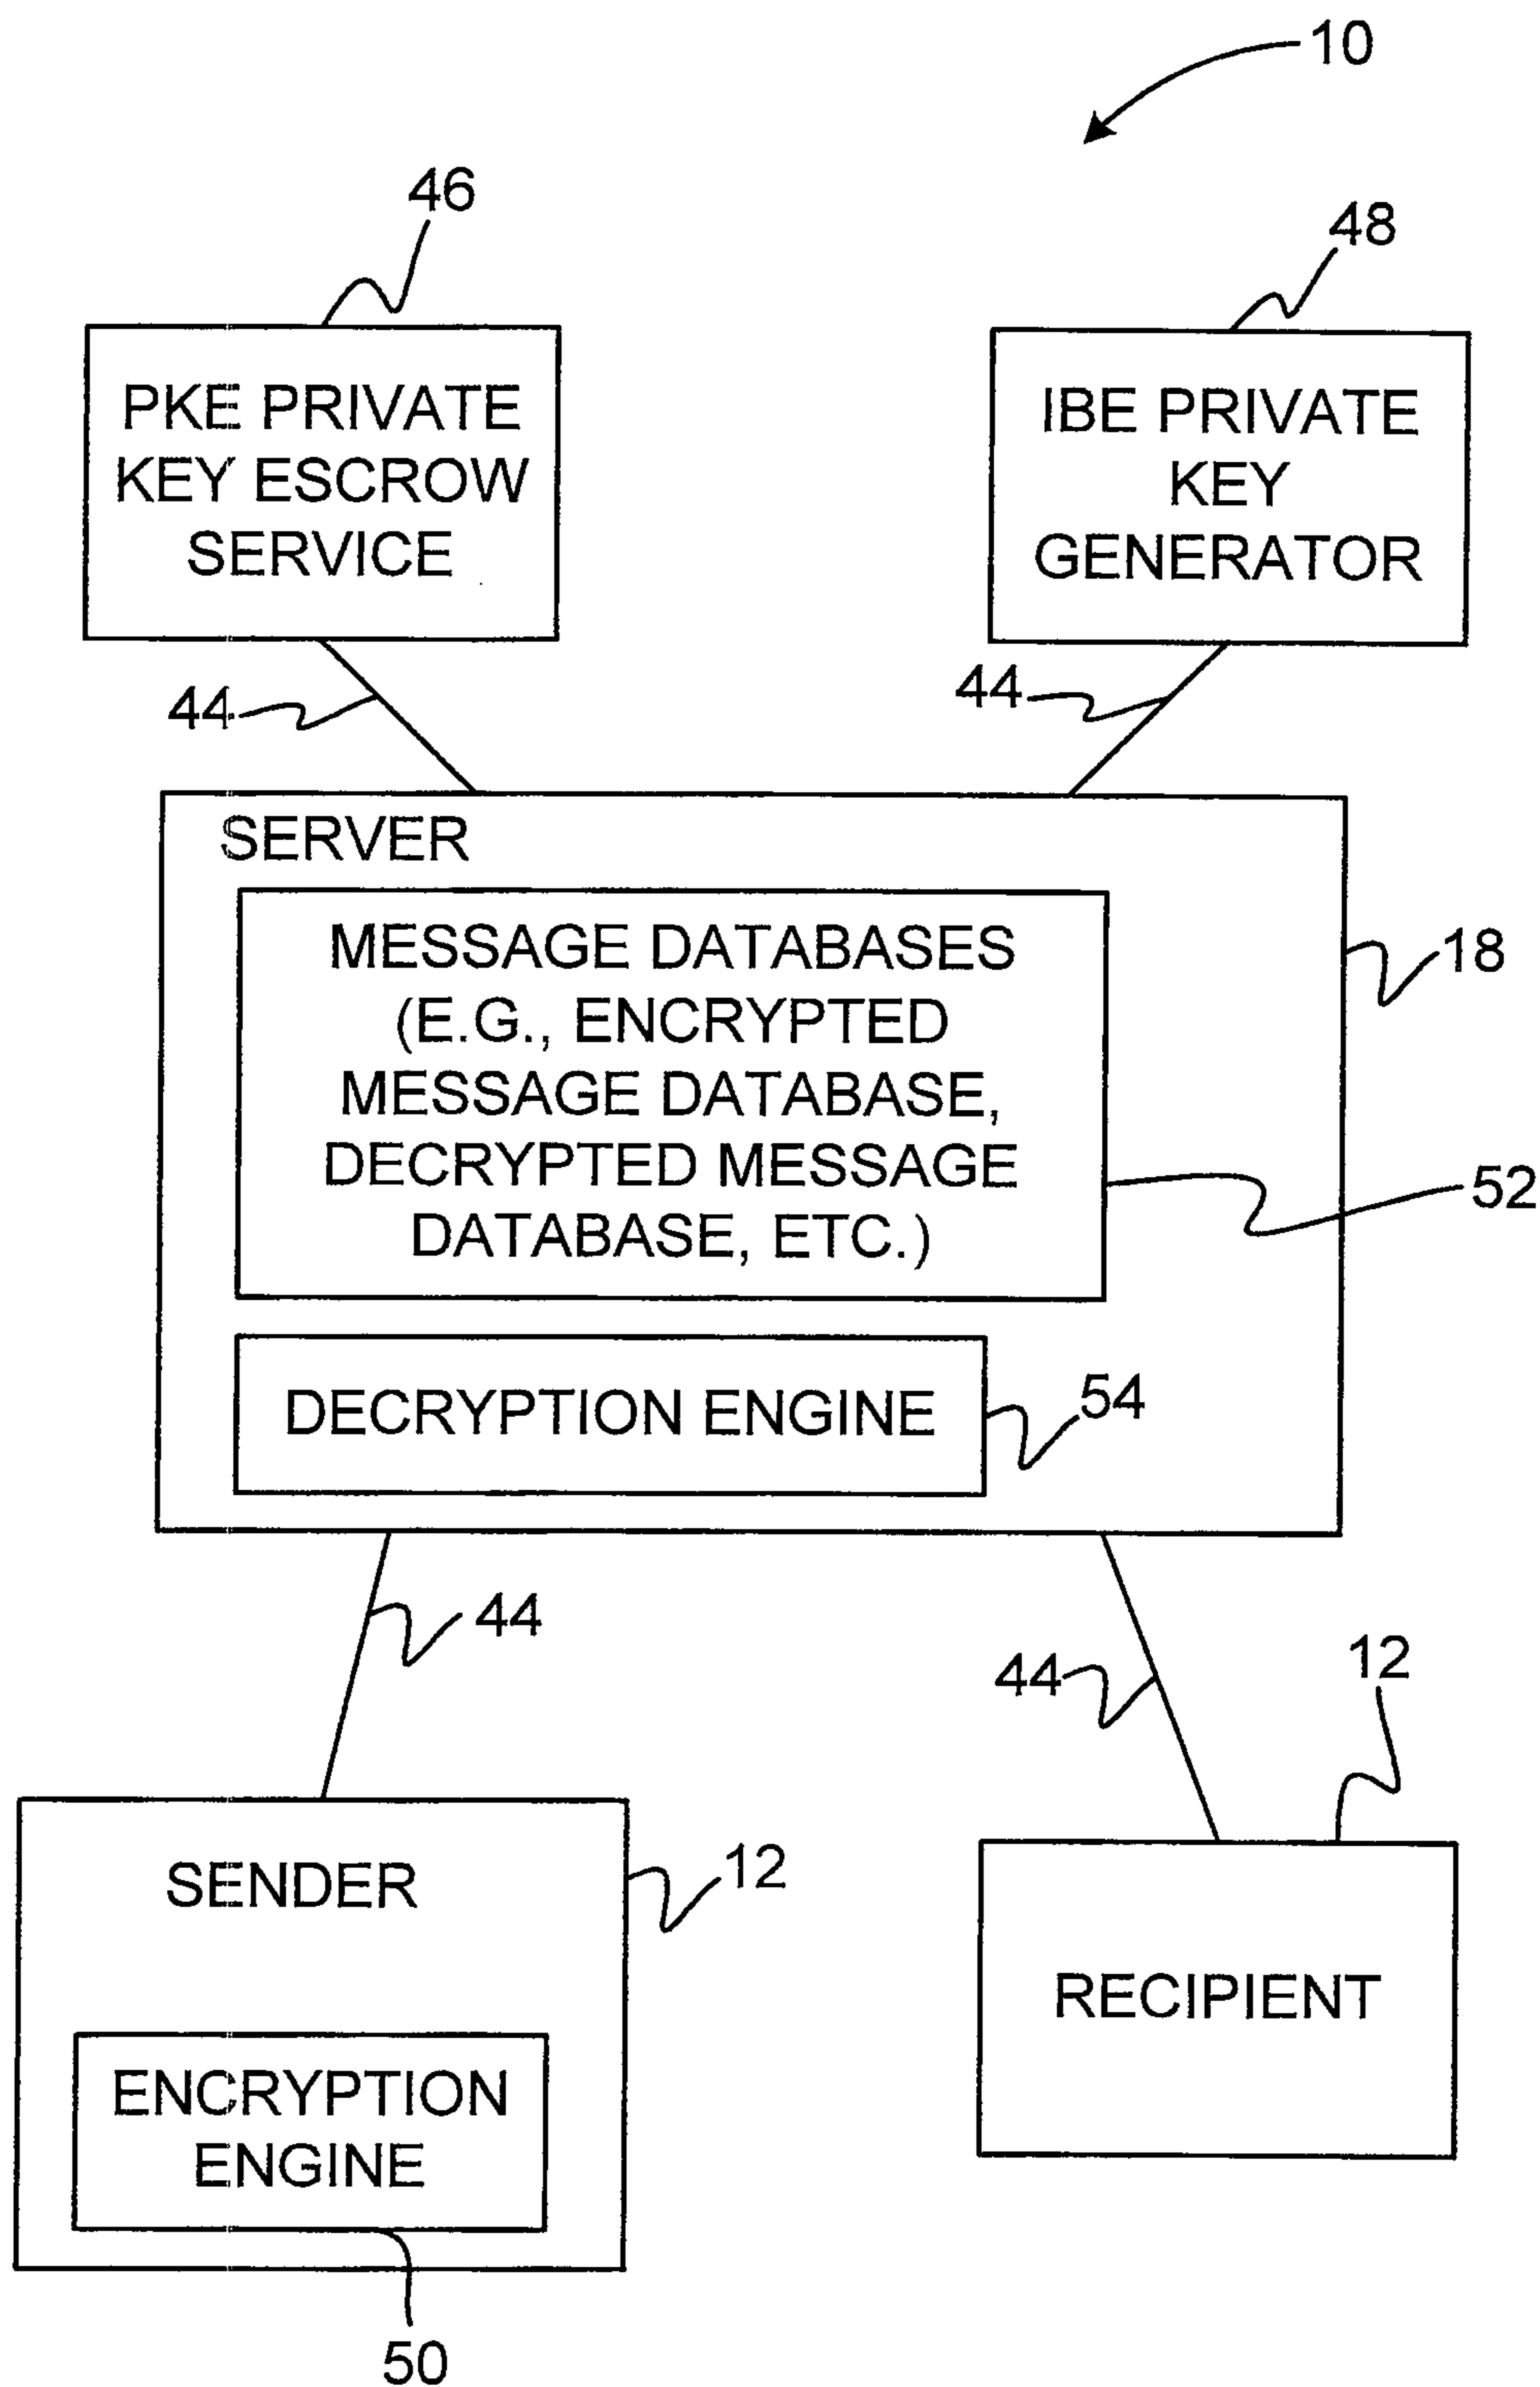 10
46
48
PKE PRIVATE
KEY ESCROW
SERVICE
IBE PRIVATE
KEY
GENERATOR
44
44
SERVER
MESSAGE DATABASES
(E.G., ENCRYPTED
MESSAGE DATABASE,
DECRYPTED MESSAGE
DATABASE, ETC.)
18
52
DECRYPTION ENGINE
54
44
44
12
SENDER
12
RECIPIENT
ENCRYPTION
ENGINE
50